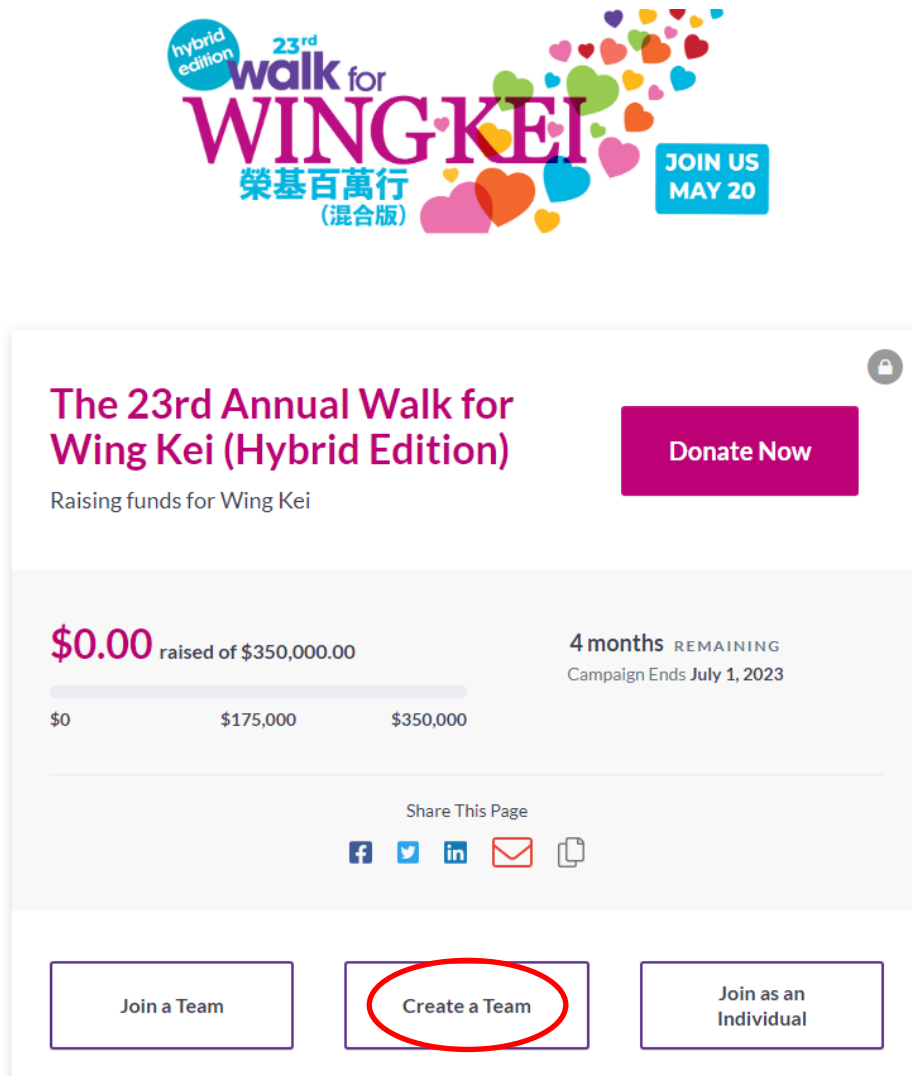 hybrid
edition
23rd
walk for
WING KEI
榮基百萬行
(混合版)
JOIN US
MAY 20
The 23rd Annual Walk for
Wing Kei (Hybrid Edition)
Raising funds for Wing Kei
Donate Now
$0.00 raised of $350,000.00
$0 $175,000 $350,000
4 months REMAINING
Campaign Ends July 1, 2023
Share This Page
Join a Team
Create a Team
Join as an
Individual